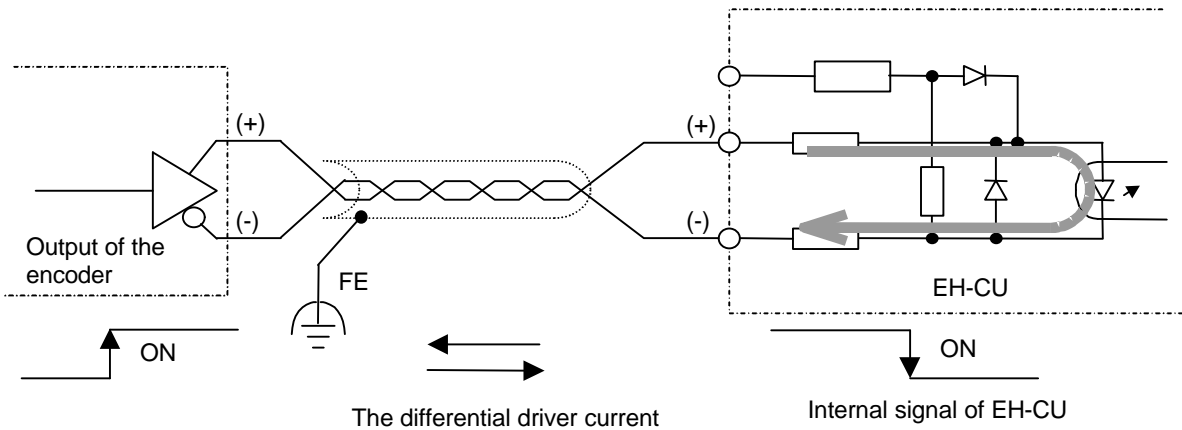 (+)
(-)
Output of the
encoder
FE
ON
The differential driver current
(+)
(-)
EH-CU
ON
Internal signal of EH-CU